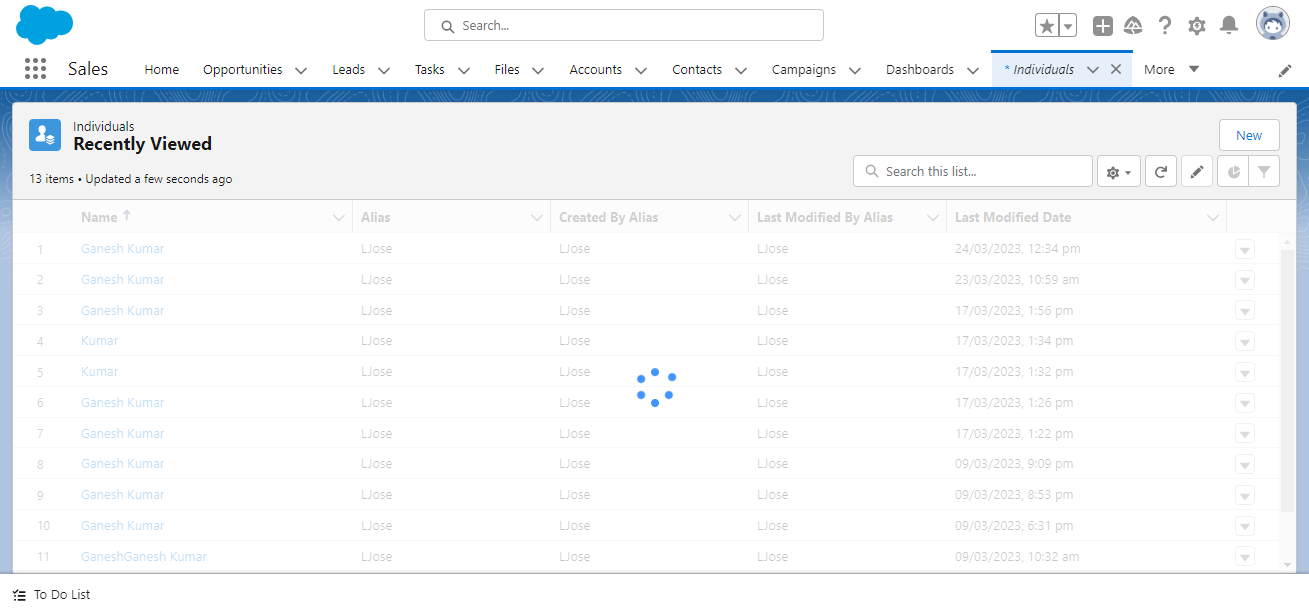 Search...
Sales Home Opportunities Leads Tasks Files Accounts Contacts Campaigns Dashboards * Individuals More
Individuals
Recently Viewed
New
13 items • Updated a few seconds ago
Search this list...
Name Alias Created By Alias Last Modified By Alias Last Modified Date
1 Ganesh Kumar LJose LJose LJose 24/03/2023, 12:34 pm
2 Ganesh Kumar LJose LJose LJose 23/03/2023, 10:59 am
3 Ganesh Kumar LJose LJose LJose 17/03/2023, 1:56 pm
4 Kumar LJose LJose LJose 17/03/2023, 1:34 pm
5 Kumar LJose LJose LJose 17/03/2023, 1:32 pm
6 Ganesh Kumar LJose LJose LJose 17/03/2023, 1:26 pm
7 Ganesh Kumar LJose LJose LJose 17/03/2023, 1:22 pm
8 Ganesh Kumar LJose LJose LJose 09/03/2023, 9:09 pm
9 Ganesh Kumar LJose LJose LJose 09/03/2023, 8:53 pm
10 Ganesh Kumar LJose LJose LJose 09/03/2023, 6:31 pm
11 GaneshGanesh Kumar LJose LJose LJose 09/03/2023, 10:32 am
To Do List